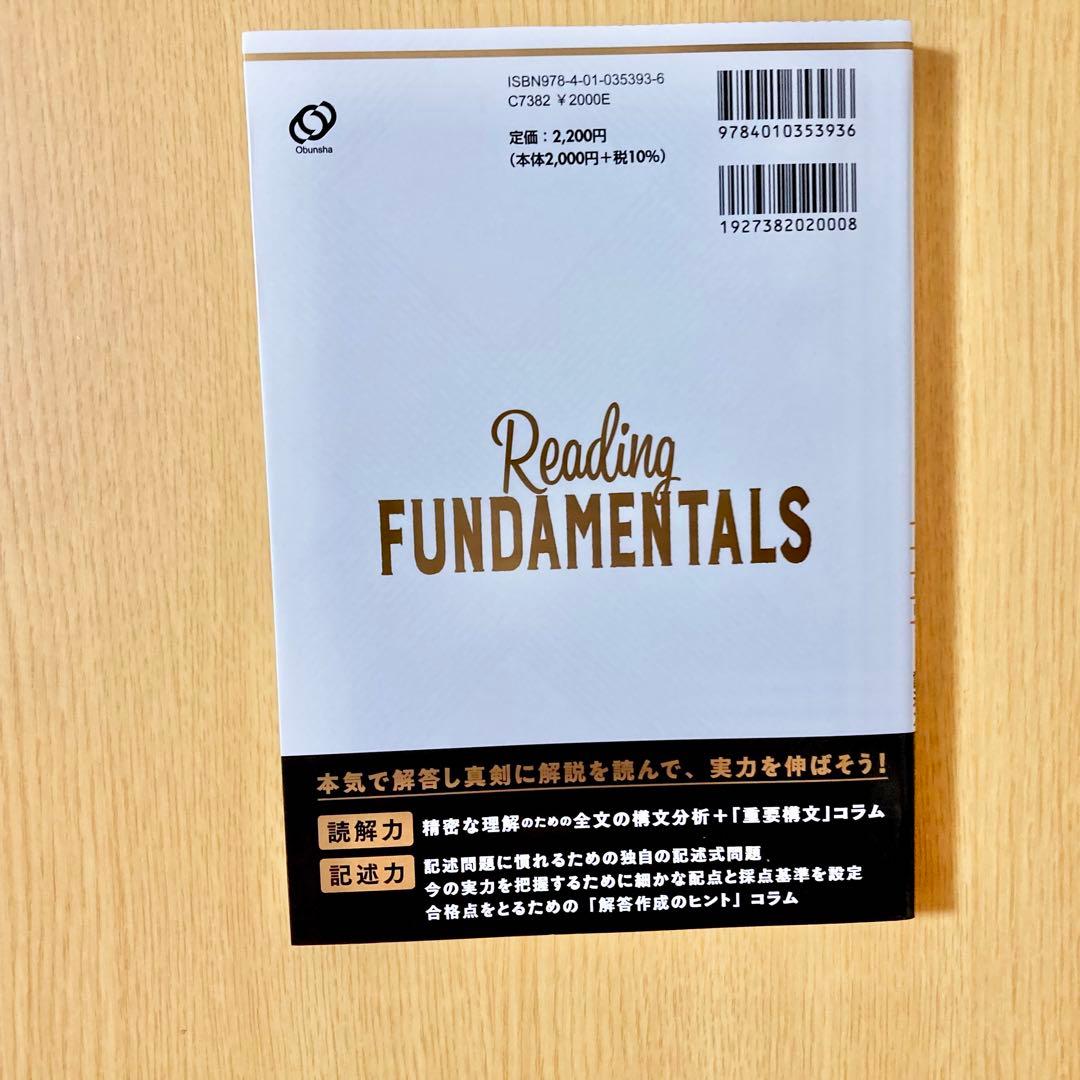 ISBN978-4-01-035393-6
C7382 ¥2000E
定価：2,200円
（本体2,000円＋税10%）
9784010353936
1927382020008
Obunsha
Reading
FUNDAMENTALS
本気で解答し真剣に解説を読んで、実力を伸ばそう！
読解力
精密な理解のための全文の構文分析＋「重要構文」コラム
記述力
記述問題に慣れるための独自の記述式問題
今の実力を把握するために細かな配点と採点基準を設定
合格点をとるための「解答作成のヒント」コラム